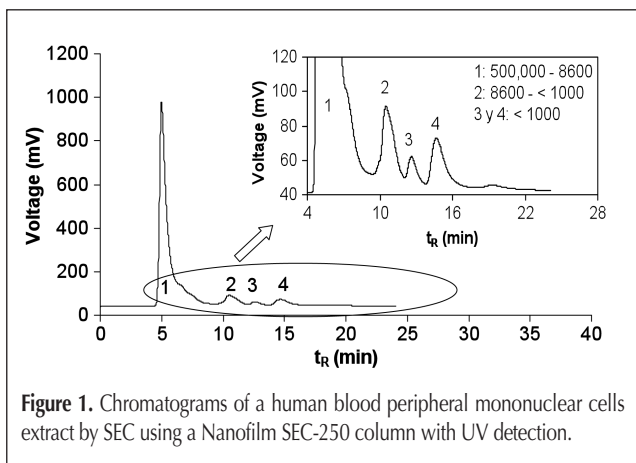 1200
1000
800
600
400
200
0
Voltage (mV)
0 5 10 15 20 25 30 35 40
t_R (min)
1 2 3 4
120
100
80
60
40
Voltage (mV)
4 10 16 22 28
t_R (min)
1
2
3
4
1: 500,000 - 8600
2: 8600 - < 1000
3 y 4: < 1000
Figure 1. Chromatograms of a human blood peripheral mononuclear cells
extract by SEC using a Nanofilm SEC-250 column with UV detection.